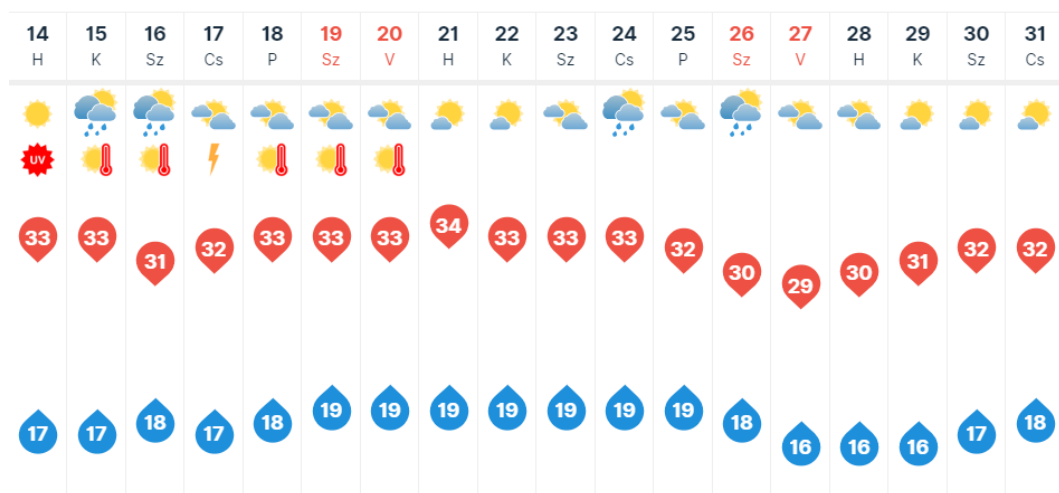 14 15 16 17 18 19 20 21 22 23 24 25 26 27 28 29 30 31
H K Sz Cs P Sz V H K Sz Cs P Sz V H K Sz Cs
UV
33 33 31 32 33 33 33 34 33 33 33 32 30 29 30 31 32 32
17 17 18 17 18 19 19 19 19 19 19 19 18 16 16 16 17 18